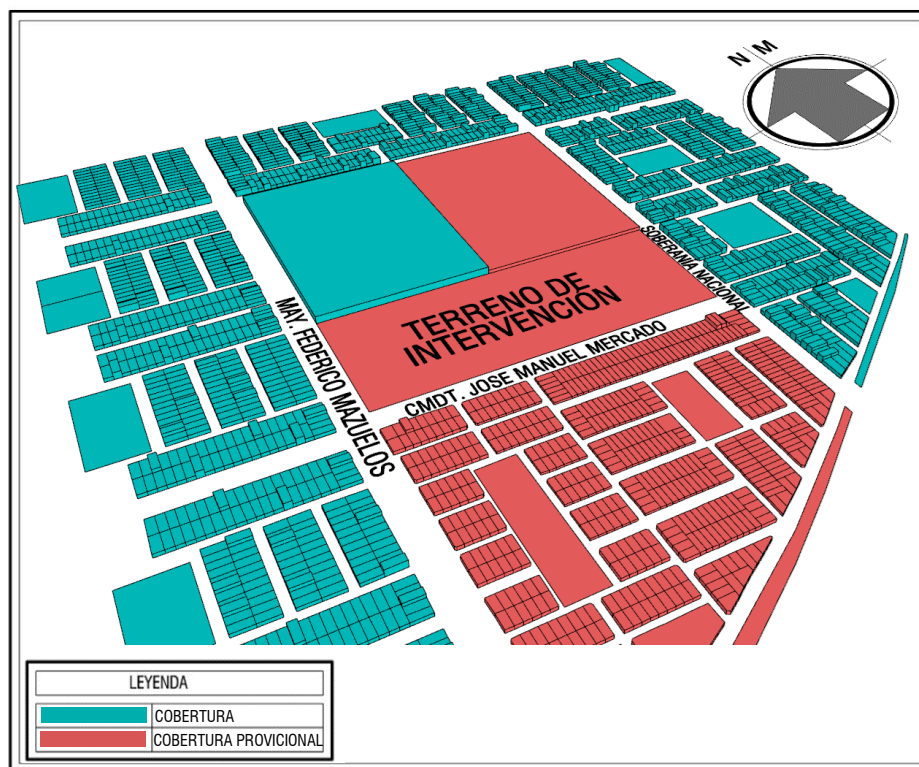 N M
SOBERANIA NACIONAL
TERRENO DE
INTERVENCIÓN
MAY. FEDERICO MAZUELOS
CMDT . JOSE MANUEL MERCADO
LEYENDA
COBERTURA
COBERTURA PROVICIONAL